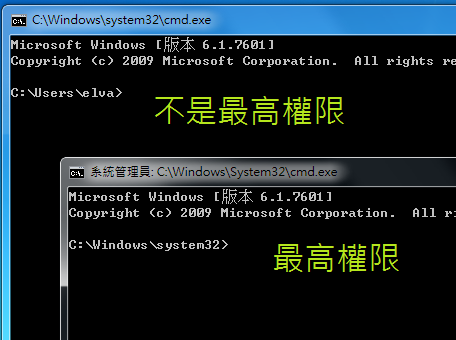 C:\Windows\system32\cmd.exe
Microsoft Windows [版本 6.1.7601]
Copyright (c) 2009 Microsoft Corporation.  All rights re
C:\Users\elva>
不是最高權限
系統管理員: C:\Windows\System32\cmd.exe
Microsoft Windows [版本 6.1.7601]
Copyright (c) 2009 Microsoft Corporation.  All ri
C:\Windows\system32>
最高權限